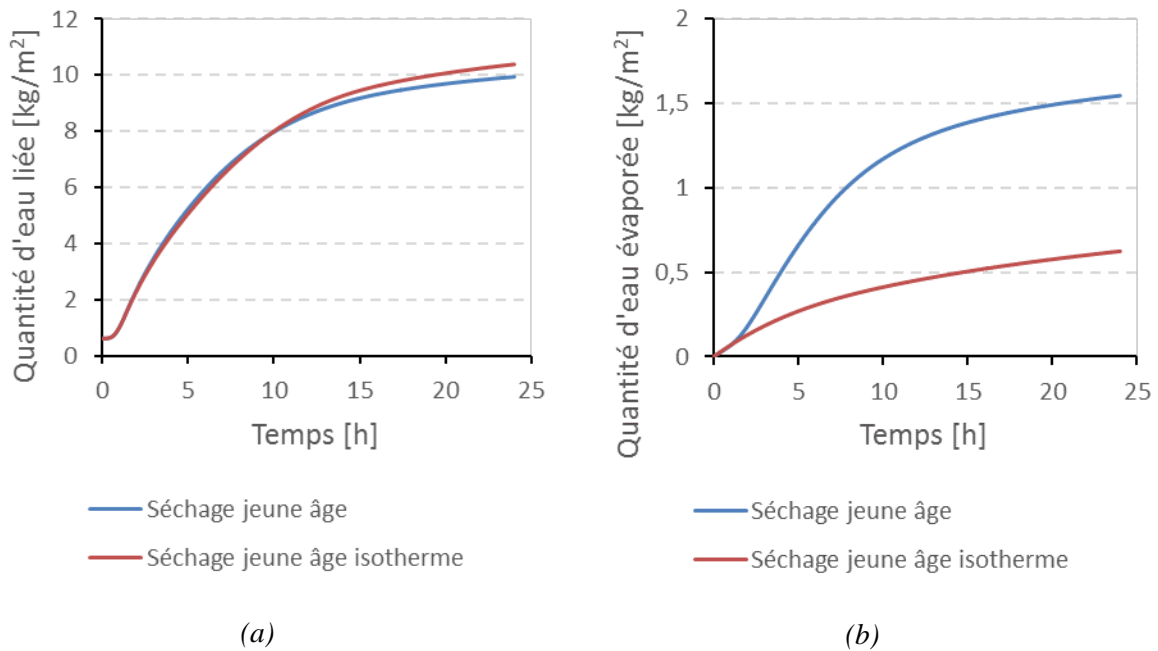 Quantité d'eau liée [kg/m²]
12
10
8
6
4
2
0
0 5 10 15 20 25
Temps [h]
Séchage jeune âge
Séchage jeune âge isotherme
(a)
Quantité d'eau évaporée [kg/m²]
2
1,5
1
0,5
0
0 5 10 15 20 25
Temps [h]
Séchage jeune âge
Séchage jeune âge isotherme
(b)